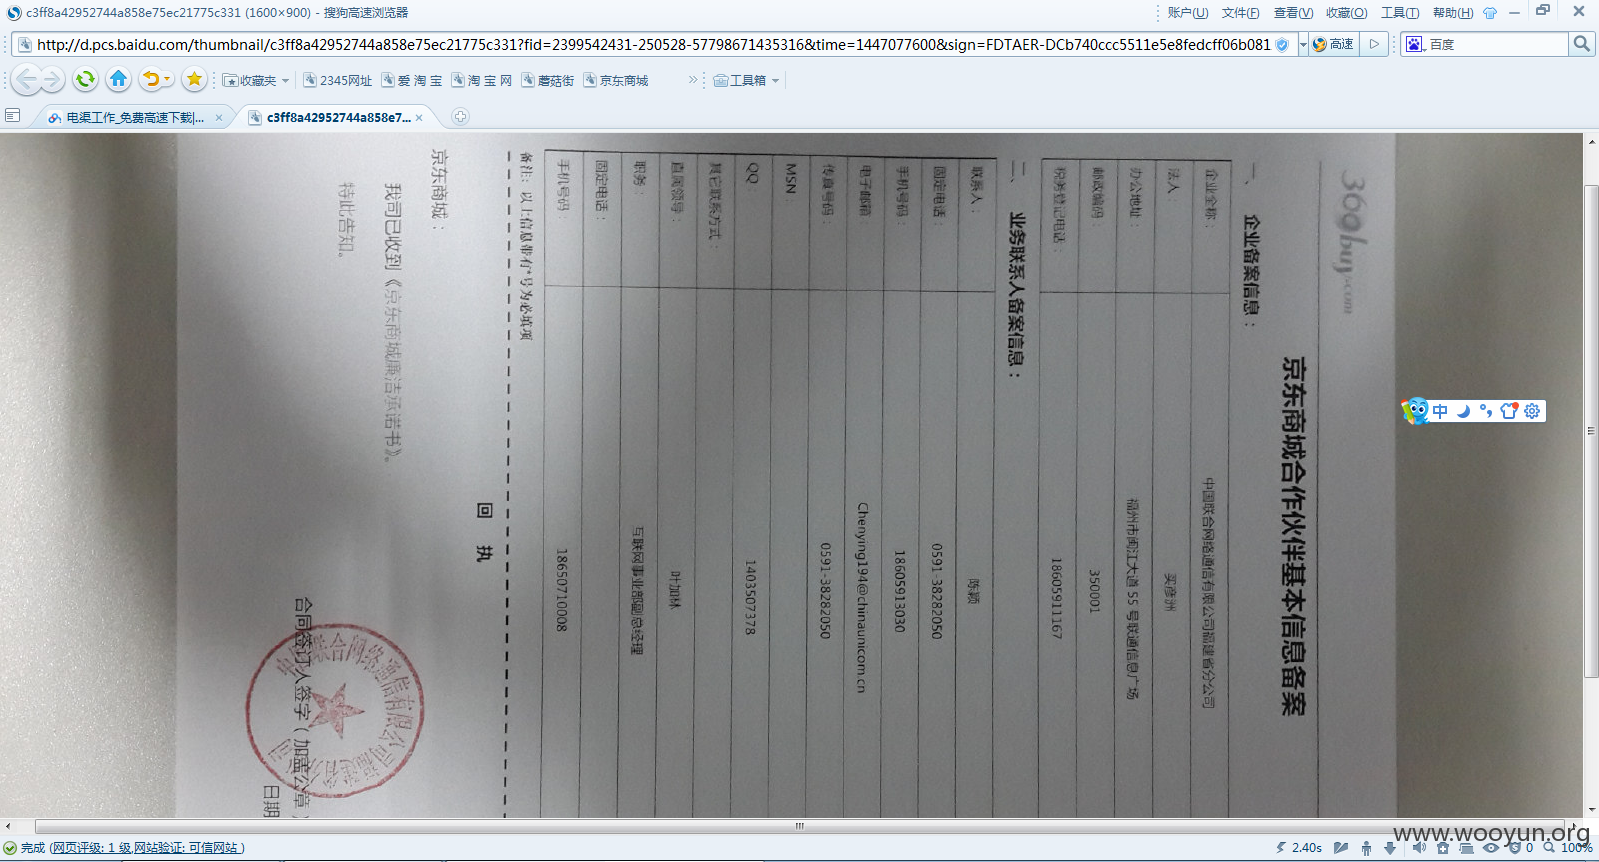 c3ff8a42952744a858e75ec21775c331 (1600×900) - 搜狗高速浏览器
账户(U) 文件(F) 查看(V) 收藏(O) 工具(T) 帮助(H)
http://d.pcs.baidu.com/thumbnail/c3ff8a42952744a858e75ec21775c331?fid=2399542431-250528-57798671435316&time=1447077600&sign=FDTAER-DCb740ccc5511e5e8fedcff06b081
高速
百度
收藏夹 2345网址 爱 淘 宝 淘 宝 网 蘑菇街 京东商城 » 工具箱
电渠工作_免费高速下载|...
c3ff8a42952744a858e7...
360buy.com
京东商城合作伙伴基本信息备案
一、 企业备案信息：
企业全称： 中国联合网络通信有限公司福建省分公司
法人： 买彦洲
办公地址： 福州市闽江大道 55 号联通信息广场
邮政编码： 350001
税务登记电话： 18605911167
二、 业务联系人备案信息：
联系人： 陈颖
固定电话： 0591-38282050
手机号码： 18605913030
电子邮箱： Chenying194@chinaunicom.cn
传真号码： 0591-38282050
MSN：
QQ： 1403507378
其它联系方式：
直属领导： 叶加林
职务： 互联网事业部副总经理
固定电话：
手机号码： 18650710008
备注：以上信息带有*号为必填项
回 执
京东商城：
我司已收到《京东商城廉洁承诺书》。
特此告知。
合同签订人签字（加盖公章）
日期
中
完成 (网页评级: 1 级,网站验证: 可信网站 )
2.40s
0
100%
www.wooyun.org